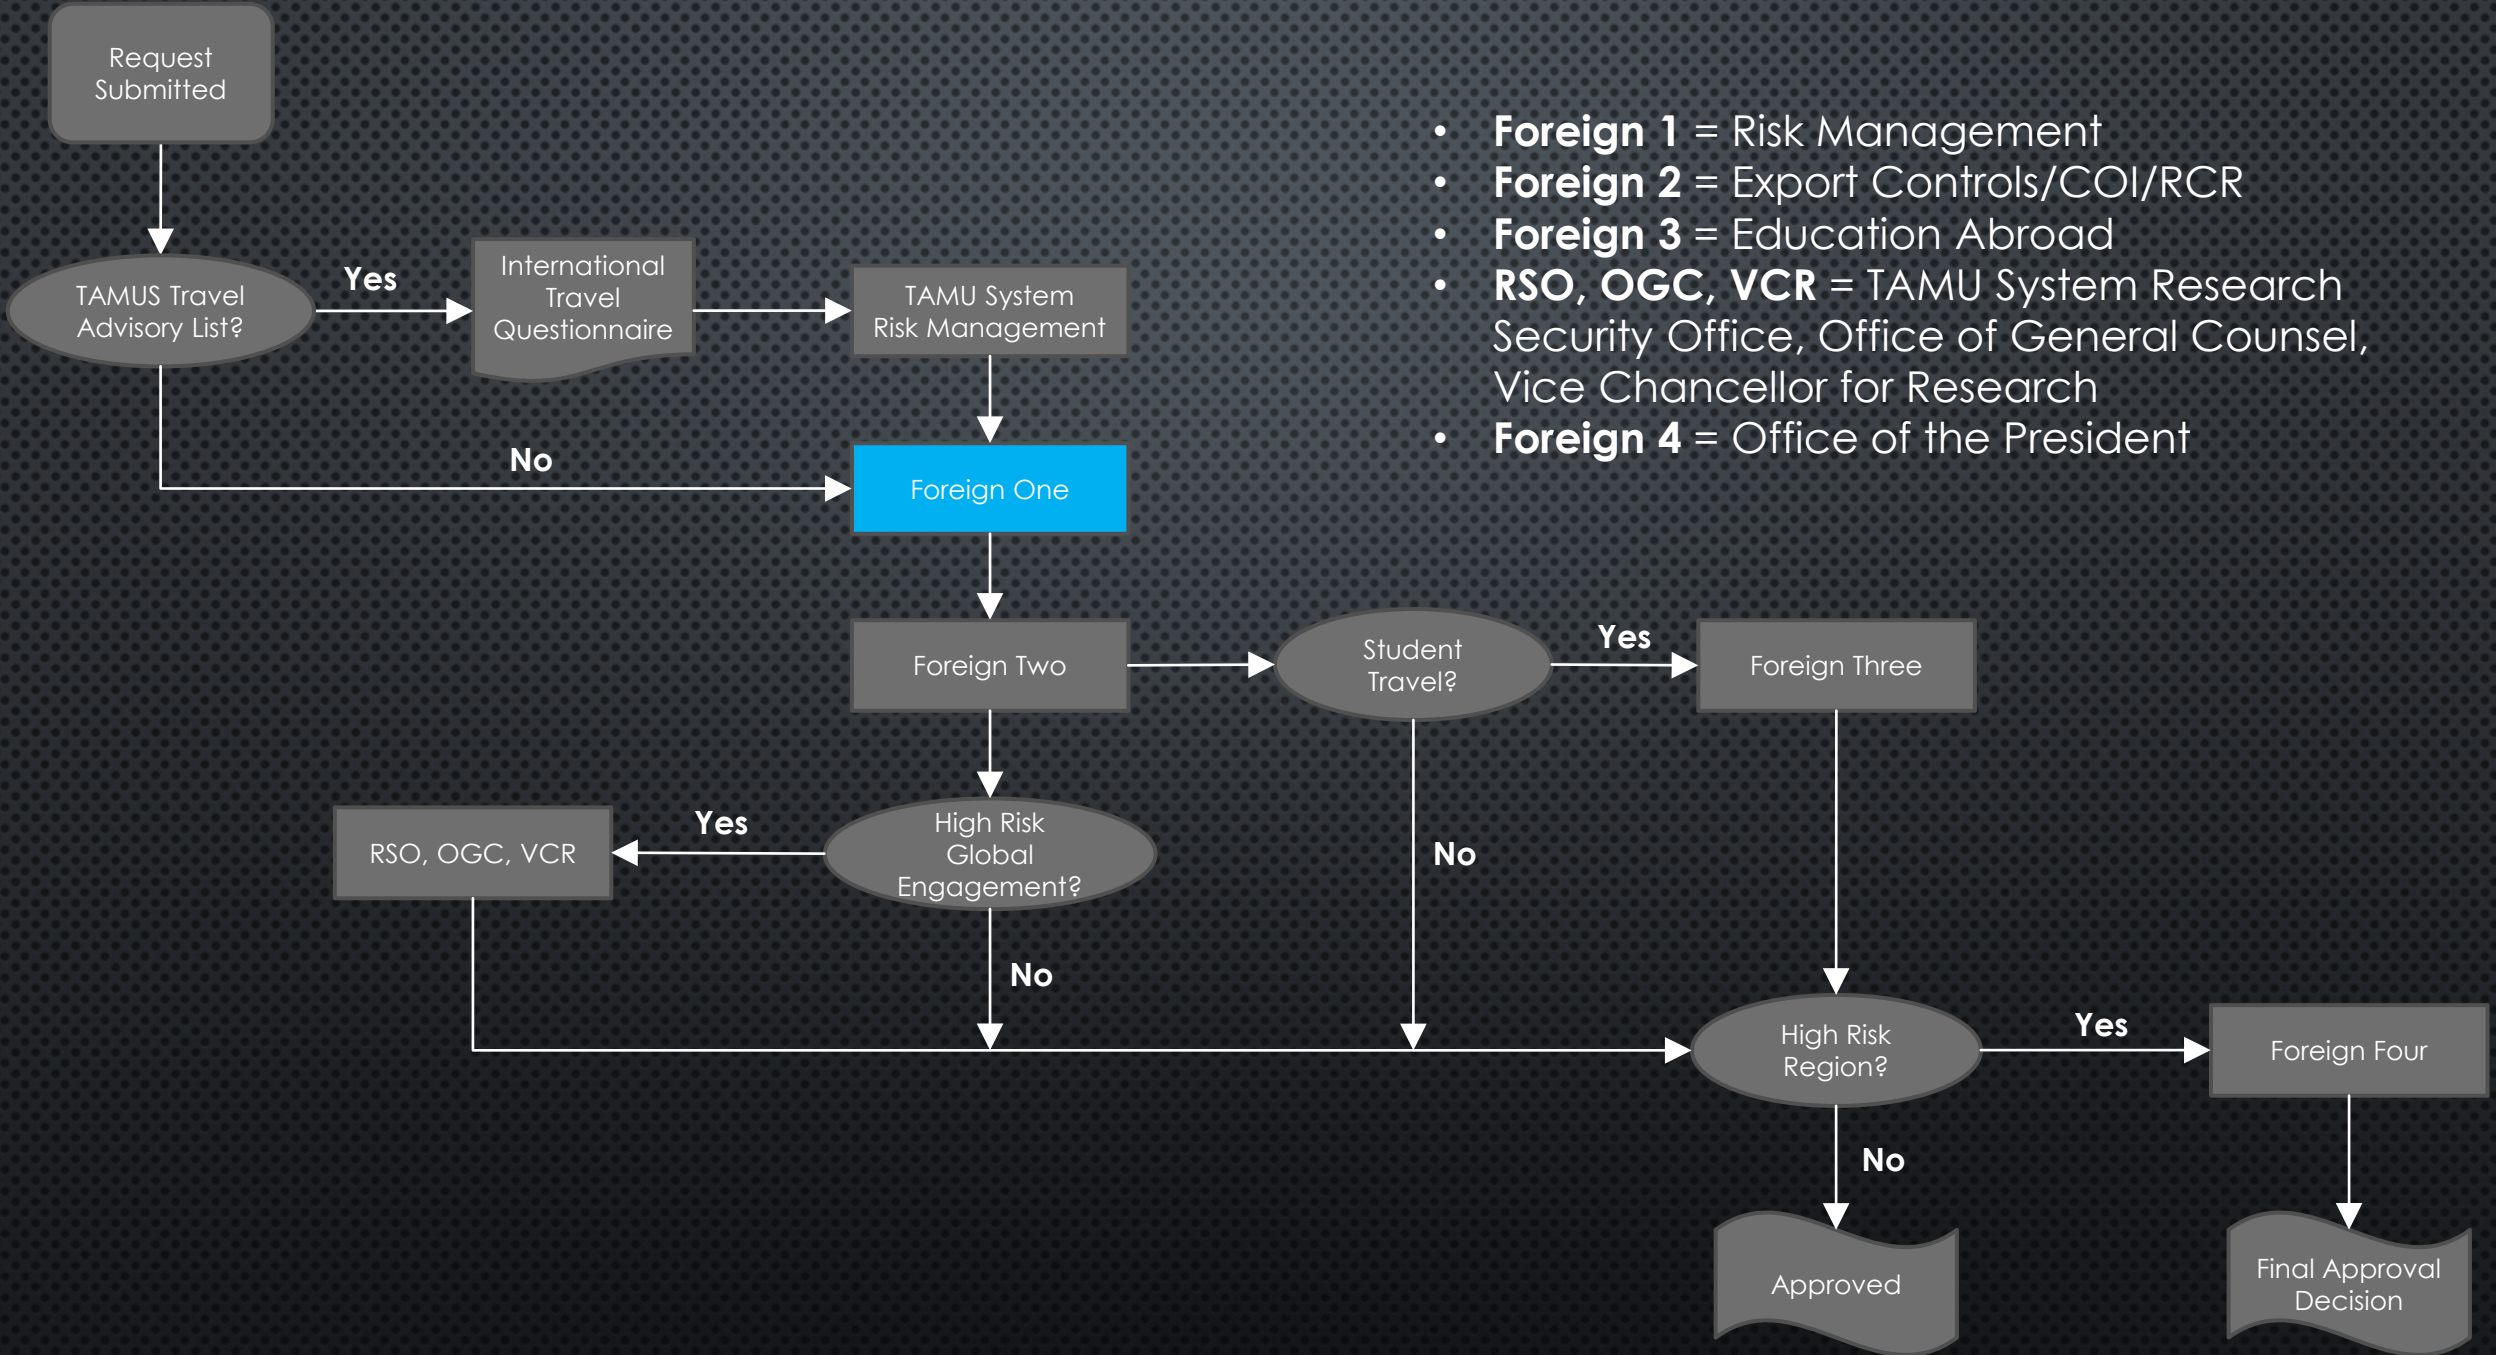 Request
Submitted
• Foreign 1 = Risk Management
• Foreign 2 = Export Controls/COI/RCR
• Foreign 3 = Education Abroad
• RSO, OGC, VCR = TAMU System Research
Security Office, Office of General Counsel,
Vice Chancellor for Research
• Foreign 4 = Office of the President
TAMUS Travel
Advisory List?
Yes
International
Travel
Questionnaire
TAMU System
Risk Management
No
Foreign One
Foreign Two
Student
Travel?
Yes
Foreign Three
RSO, OGC, VCR
Yes
High Risk
Global
Engagement?
No
No
High Risk
Region?
Yes
Foreign Four
No
Approved
Final Approval
Decision